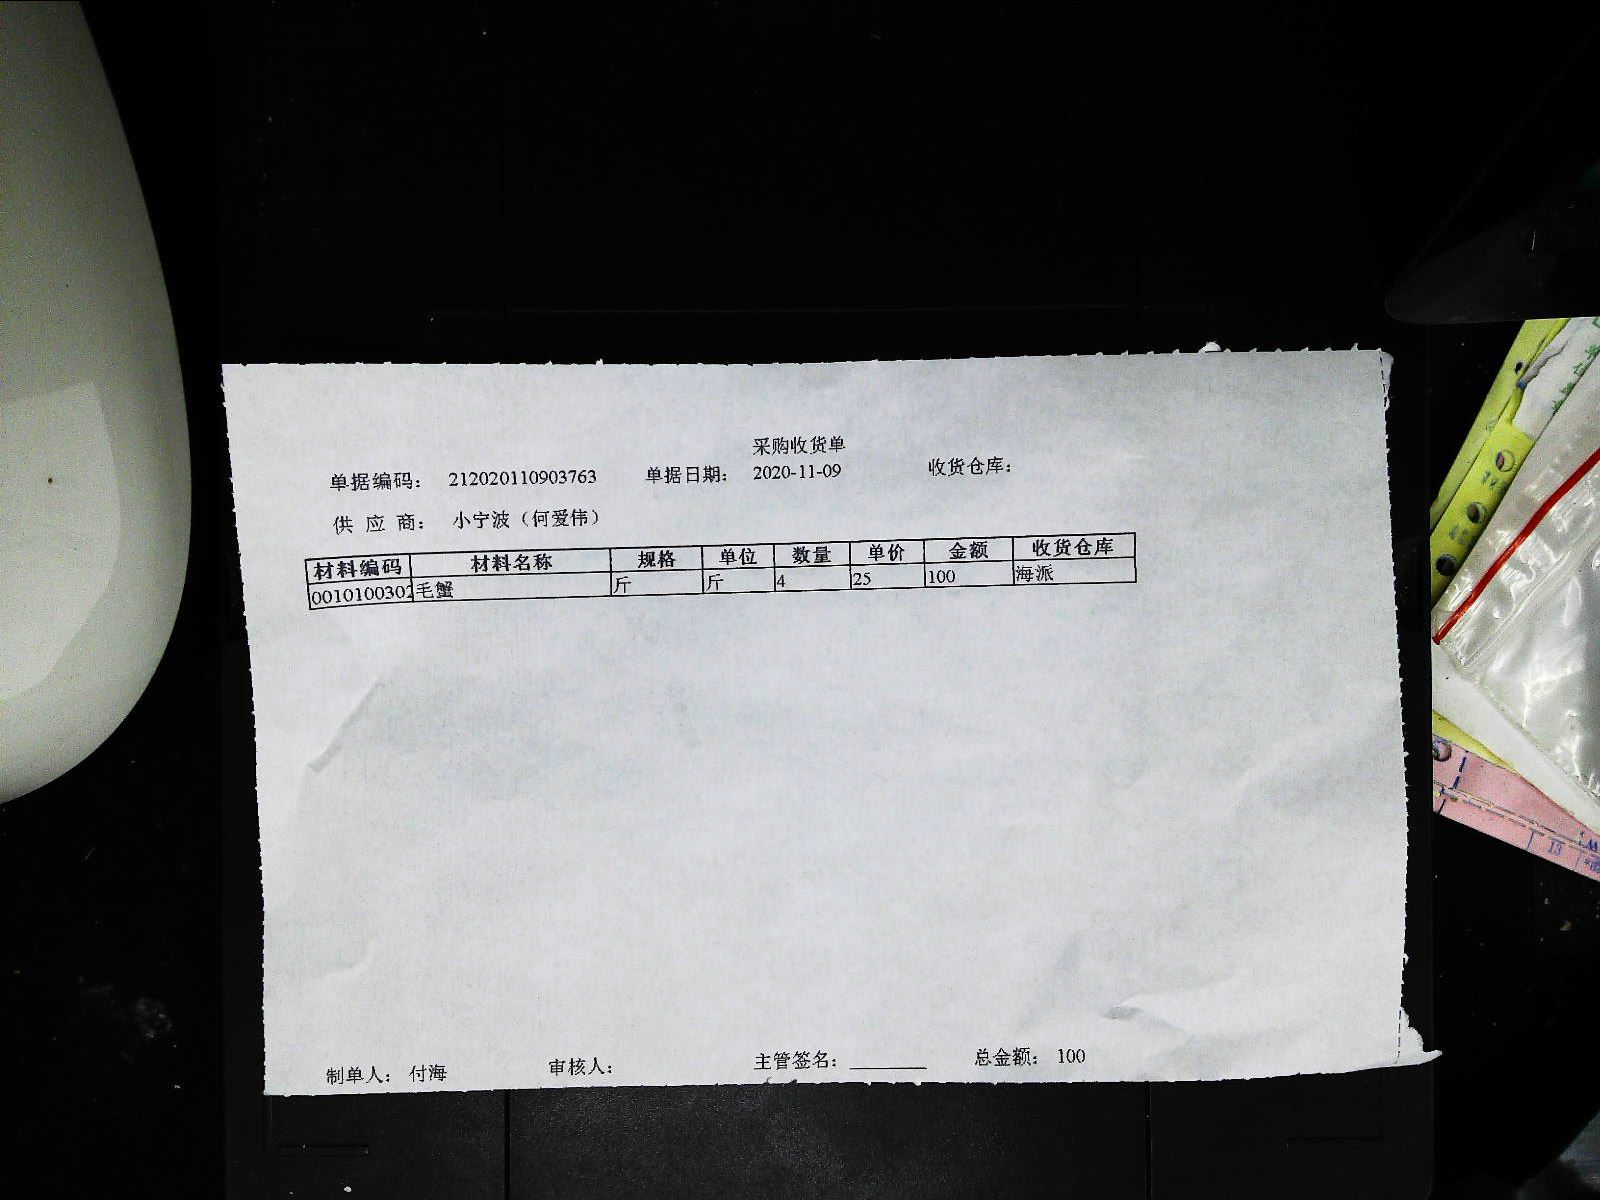 采购收货单
单据编码: 212020110903763 单据日期: 2020-11-09 收货仓库:
供 应 商: 小宁波（何爱伟）
材料编码 材料名称 规格 单位 数量 单价 金额 收货仓库
0010100302 毛蟹 斤 斤 4 25 100 海派
制单人: 付海 审核人: 主管签名: 总金额: 100
13